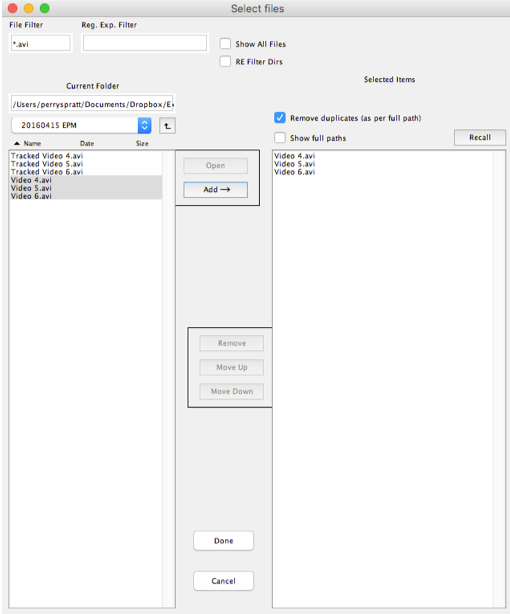 Select files
File Filter
Reg. Exp. Filter
*.avi
Show All Files
RE Filter Dirs
Current Folder
Selected Items
/Users/perryspratt/Documents/Dropbox/E
Remove duplicates (as per full path)
20160415 EPM
Show full paths
Recall
Name Date Size
Tracked Video 4.avi
Tracked Video 5.avi
Tracked Video 6.avi
Video 4.avi
Video 5.avi
Video 6.avi
Open
Add →
Video 4.avi
Video 5.avi
Video 6.avi
Remove
Move Up
Move Down
Done
Cancel